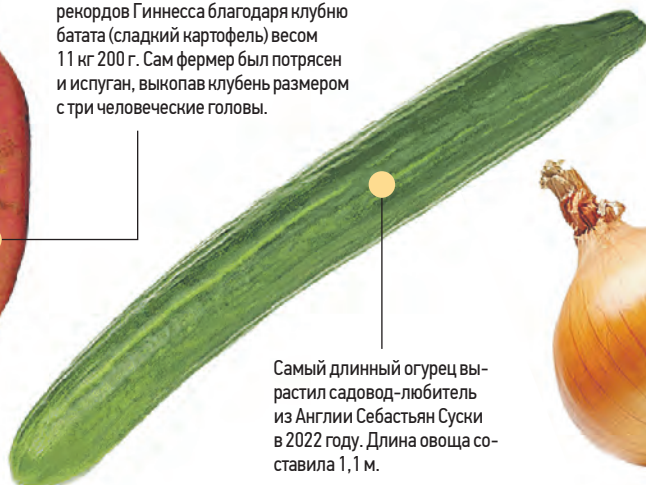 рекордов Гиннесса благодаря клубню
батата (сладкий картофель) весом
11 кг 200 г. Сам фермер был потрясен
и испуган, выкопав клубень размером
с три человеческие головы.
Самый длинный огурец вы-
растил садовод-любитель
из Англии Себастьян Суски
в 2022 году. Длина овоща со-
ставила 1,1 м.